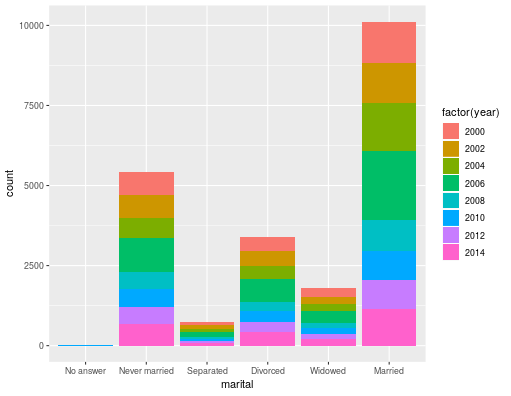 10000
7500
5000
2500
0
count
No answer
Never married
Separated
Divorced
Widowed
Married
marital
factor(year)
2000
2002
2004
2006
2008
2010
2012
2014